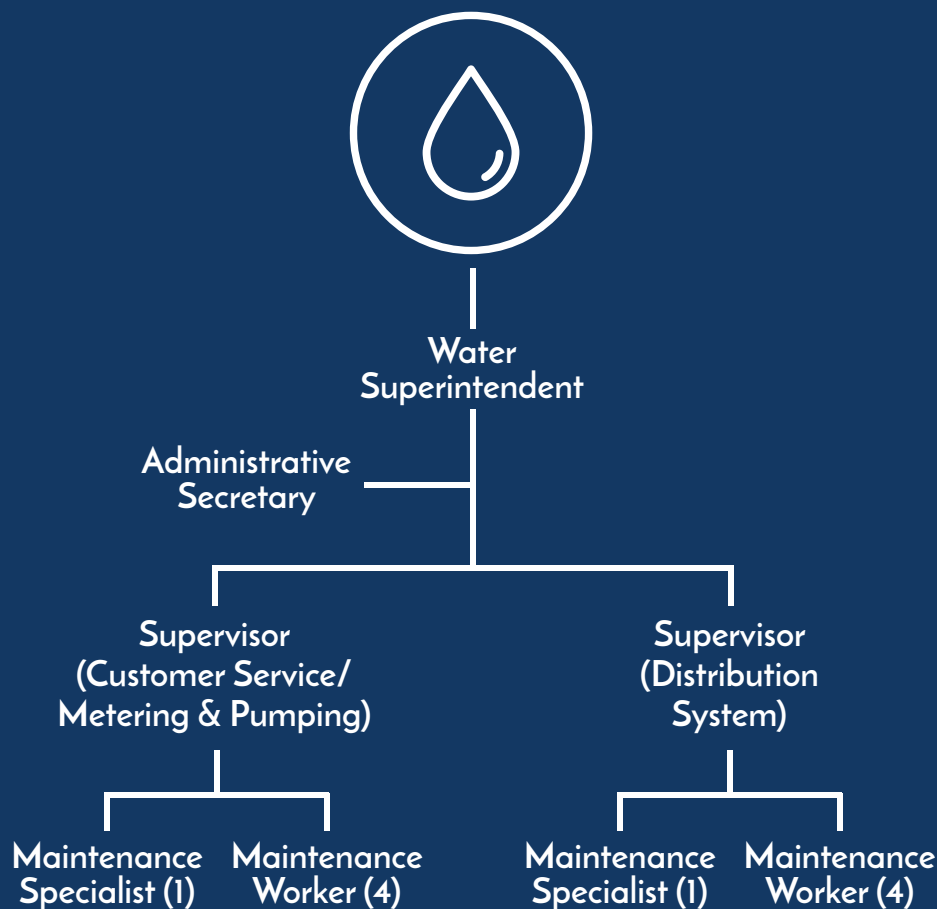 Water
Superintendent
Administrative
Secretary
Supervisor
(Customer Service/
Metering & Pumping)
Supervisor
(Distribution
System)
Maintenance
Specialist (1)
Maintenance
Worker (4)
Maintenance
Specialist (1)
Maintenance
Worker (4)